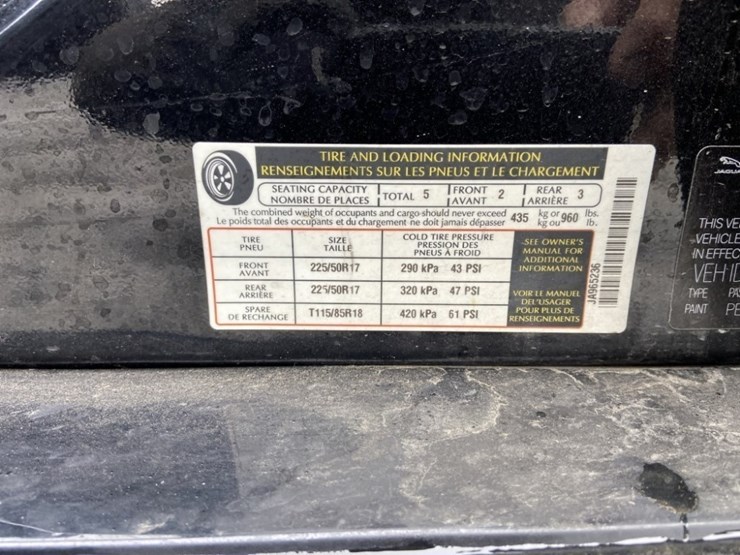 TIRE AND LOADING INFORMATION
RENSEIGNEMENTS SUR LES PNEUS ET LE CHARGEMENT
SEATING CAPACITY
NOMBRE DE PLACES
TOTAL 5
FRONT
AVANT
2
REAR
ARRIÈRE
3
The combined weight of occupants and cargo should never exceed
Le poids total des occupants et du chargement ne doit jamais dépasser
435
kg or
kg ou
960
lbs.
lb.
TIRE
PNEU
SIZE
TAILLE
COLD TIRE PRESSURE
PRESSION DES
PNEUS À FROID
FRONT
AVANT
225/50R17
290 kPa 43 PSI
REAR
ARRIÈRE
225/50R17
320 kPa 47 PSI
SPARE
DE RECHANGE
T115/85R18
420 kPa 61 PSI
SEE OWNER'S
MANUAL FOR
ADDITIONAL
INFORMATION
VOIR LE MANUEL
DE L'USAGER
POUR PLUS DE
RENSEIGNEMENTS
JA965236
JAGUA
THIS VE
VEHICLE
IN EFFEC
VEH ID
TYPE PA
PAINT PE